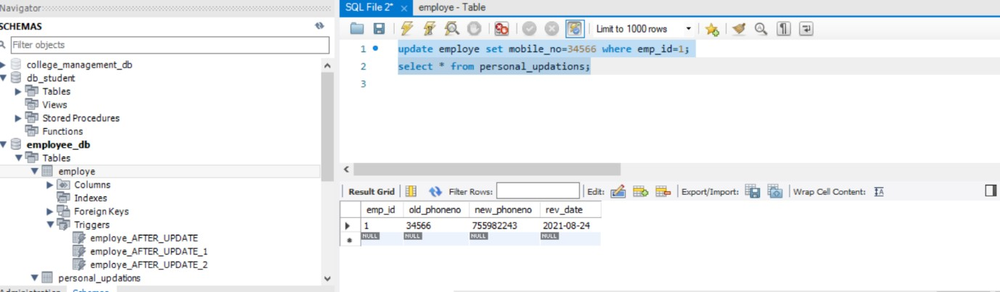 Navigator:
SCHEMAS
Filter objects
college_management_db
db_student
Tables
Views
Stored Procedures
Functions
employee_db
Tables
employe
Columns
Indexes
Foreign Keys
Triggers
employe_AFTER_UPDATE
employe_AFTER_UPDATE_1
employe_AFTER_UPDATE_2
personal_updations
Administration Schemas
SQL File 2* × employe - Table
Limit to 1000 rows
1 update employe set mobile_no=34566 where emp_id=1;
2 select * from personal_updations;
3
Result Grid Filter Rows: Edit: Export/Import: Wrap Cell Content:
emp_id old_phoneno new_phoneno rev_date
1 34566 755982243 2021-08-24
NULL NULL NULL NULL